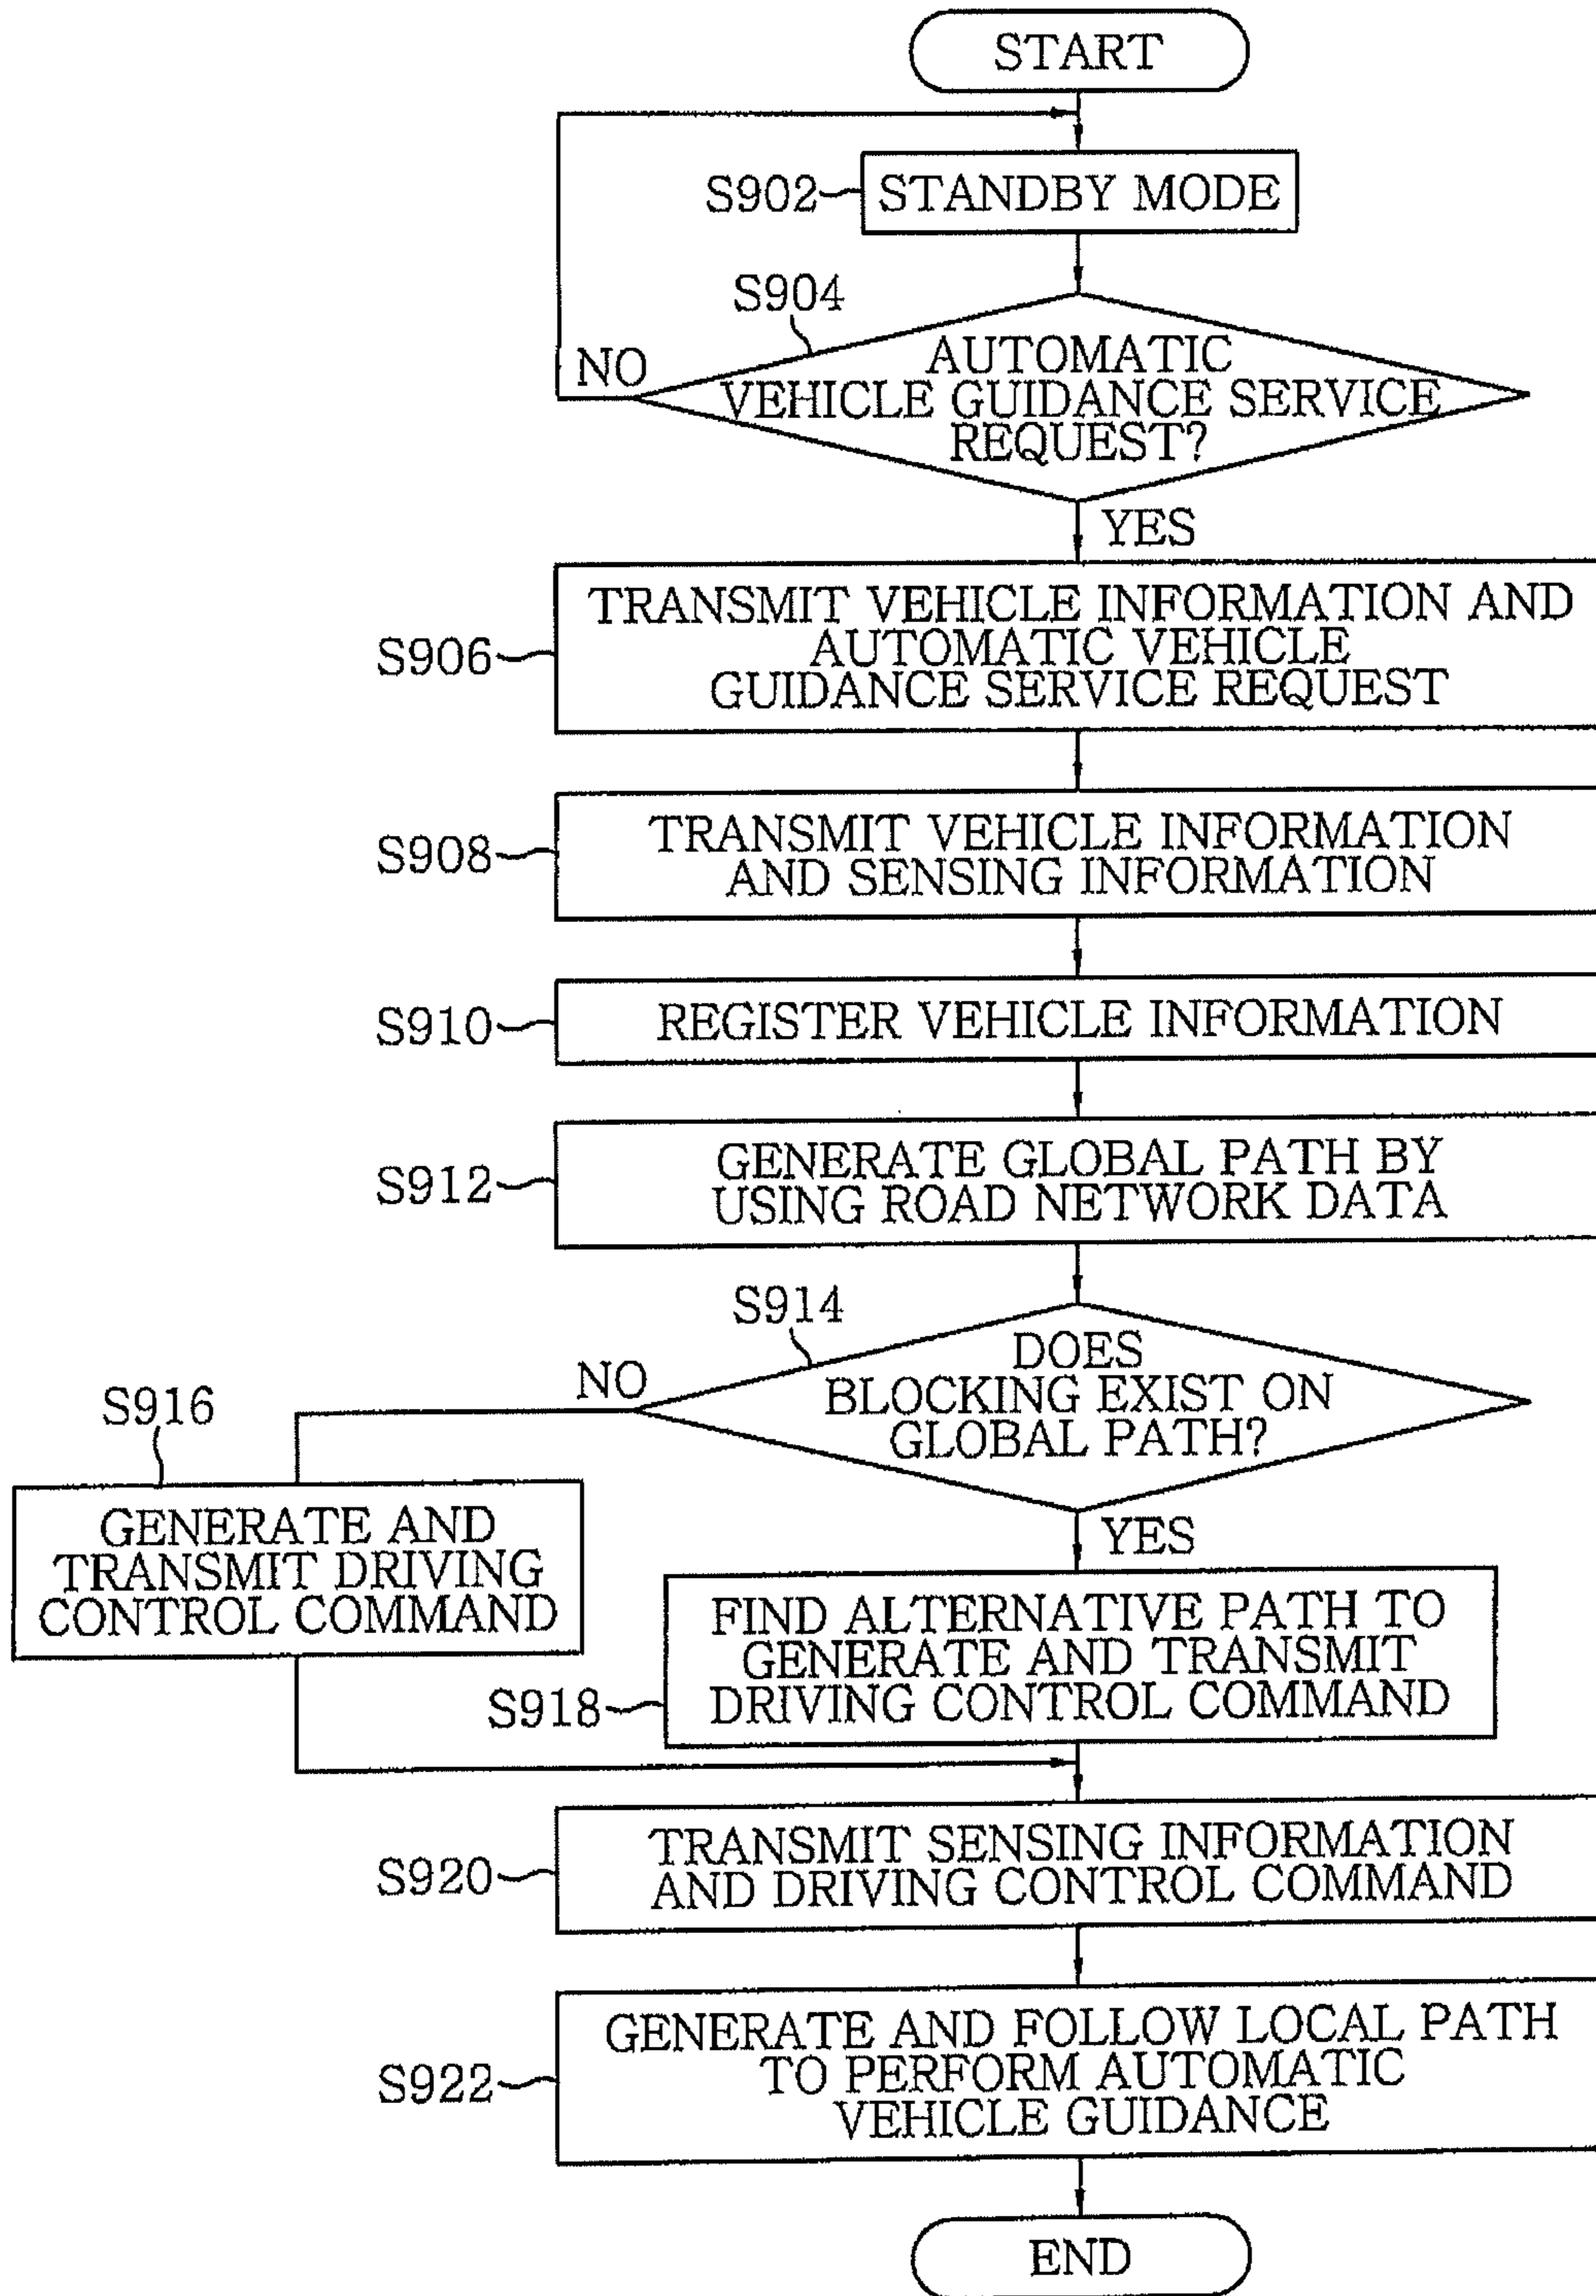 START
S902
STANDBY MODE
S904
NO
AUTOMATIC
VEHICLE GUIDANCE SERVICE
REQUEST?
YES
S906
TRANSMIT VEHICLE INFORMATION AND
AUTOMATIC VEHICLE
GUIDANCE SERVICE REQUEST
S908
TRANSMIT VEHICLE INFORMATION
AND SENSING INFORMATION
S910
REGISTER VEHICLE INFORMATION
S912
GENERATE GLOBAL PATH BY
USING ROAD NETWORK DATA
S914
NO
DOES
BLOCKING EXIST ON
GLOBAL PATH?
S916
GENERATE AND
TRANSMIT DRIVING
CONTROL COMMAND
YES
S918
FIND ALTERNATIVE PATH TO
GENERATE AND TRANSMIT
DRIVING CONTROL COMMAND
S920
TRANSMIT SENSING INFORMATION
AND DRIVING CONTROL COMMAND
S922
GENERATE AND FOLLOW LOCAL PATH
TO PERFORM AUTOMATIC
VEHICLE GUIDANCE
END